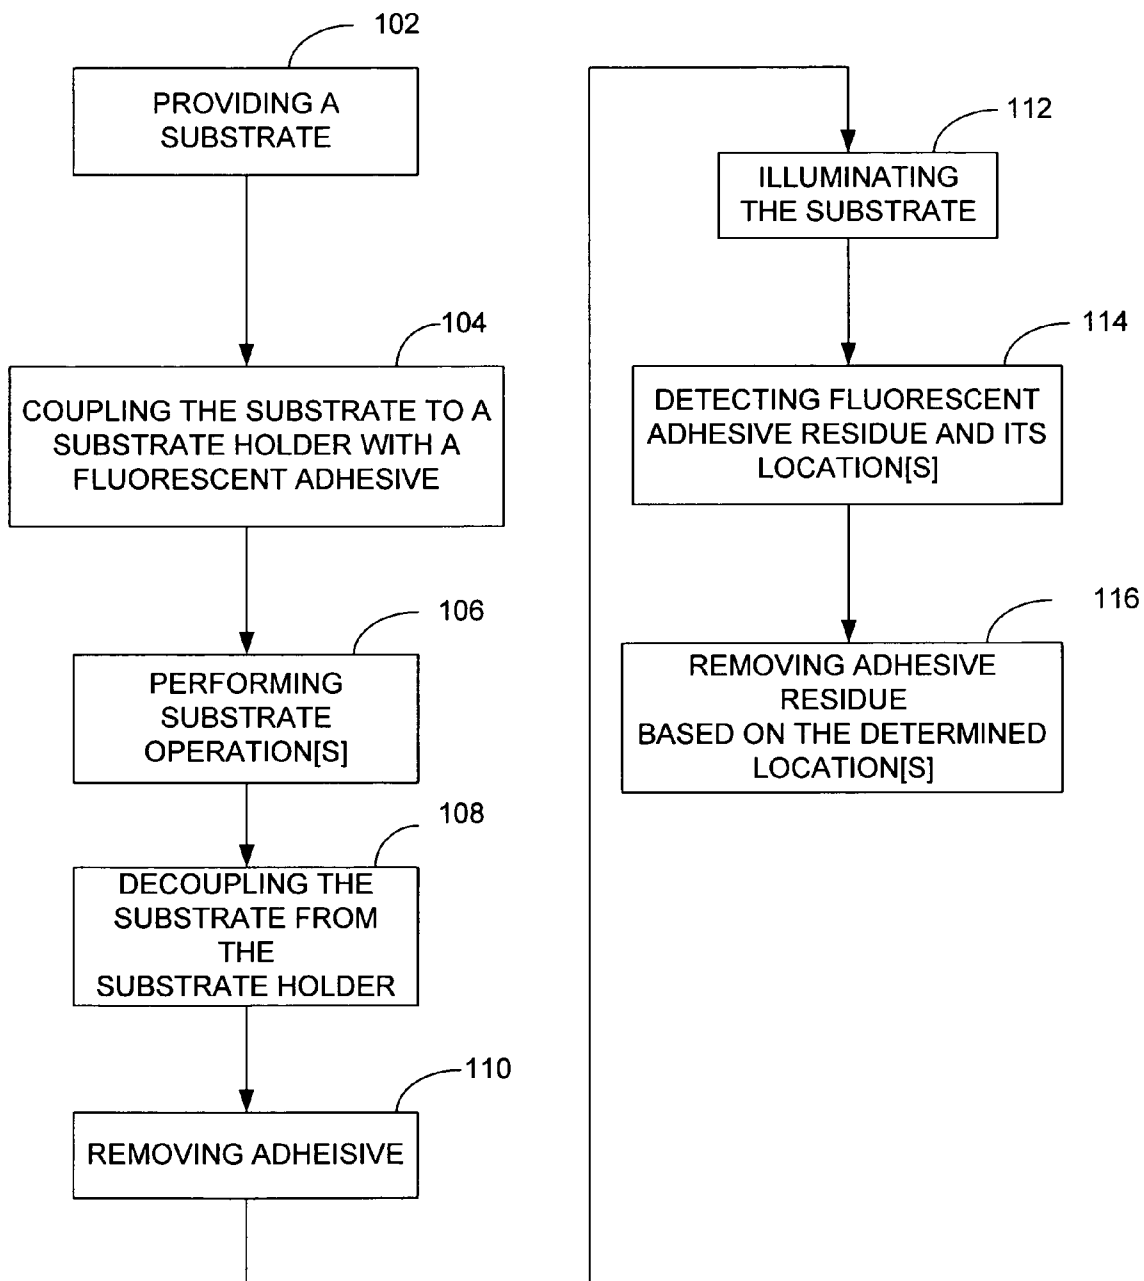 102
PROVIDING A
SUBSTRATE
104
COUPLING THE SUBSTRATE TO A
SUBSTRATE HOLDER WITH A
FLUORESCENT ADHESIVE
106
PERFORMING
SUBSTRATE
OPERATION[S]
108
DECOUPLING THE
SUBSTRATE FROM
THE
SUBSTRATE HOLDER
110
REMOVING ADHEISIVE
112
ILLUMINATING
THE SUBSTRATE
114
DETECTING FLUORESCENT
ADHESIVE RESIDUE AND ITS
LOCATION[S]
116
REMOVING ADHESIVE
RESIDUE
BASED ON THE DETERMINED
LOCATION[S]